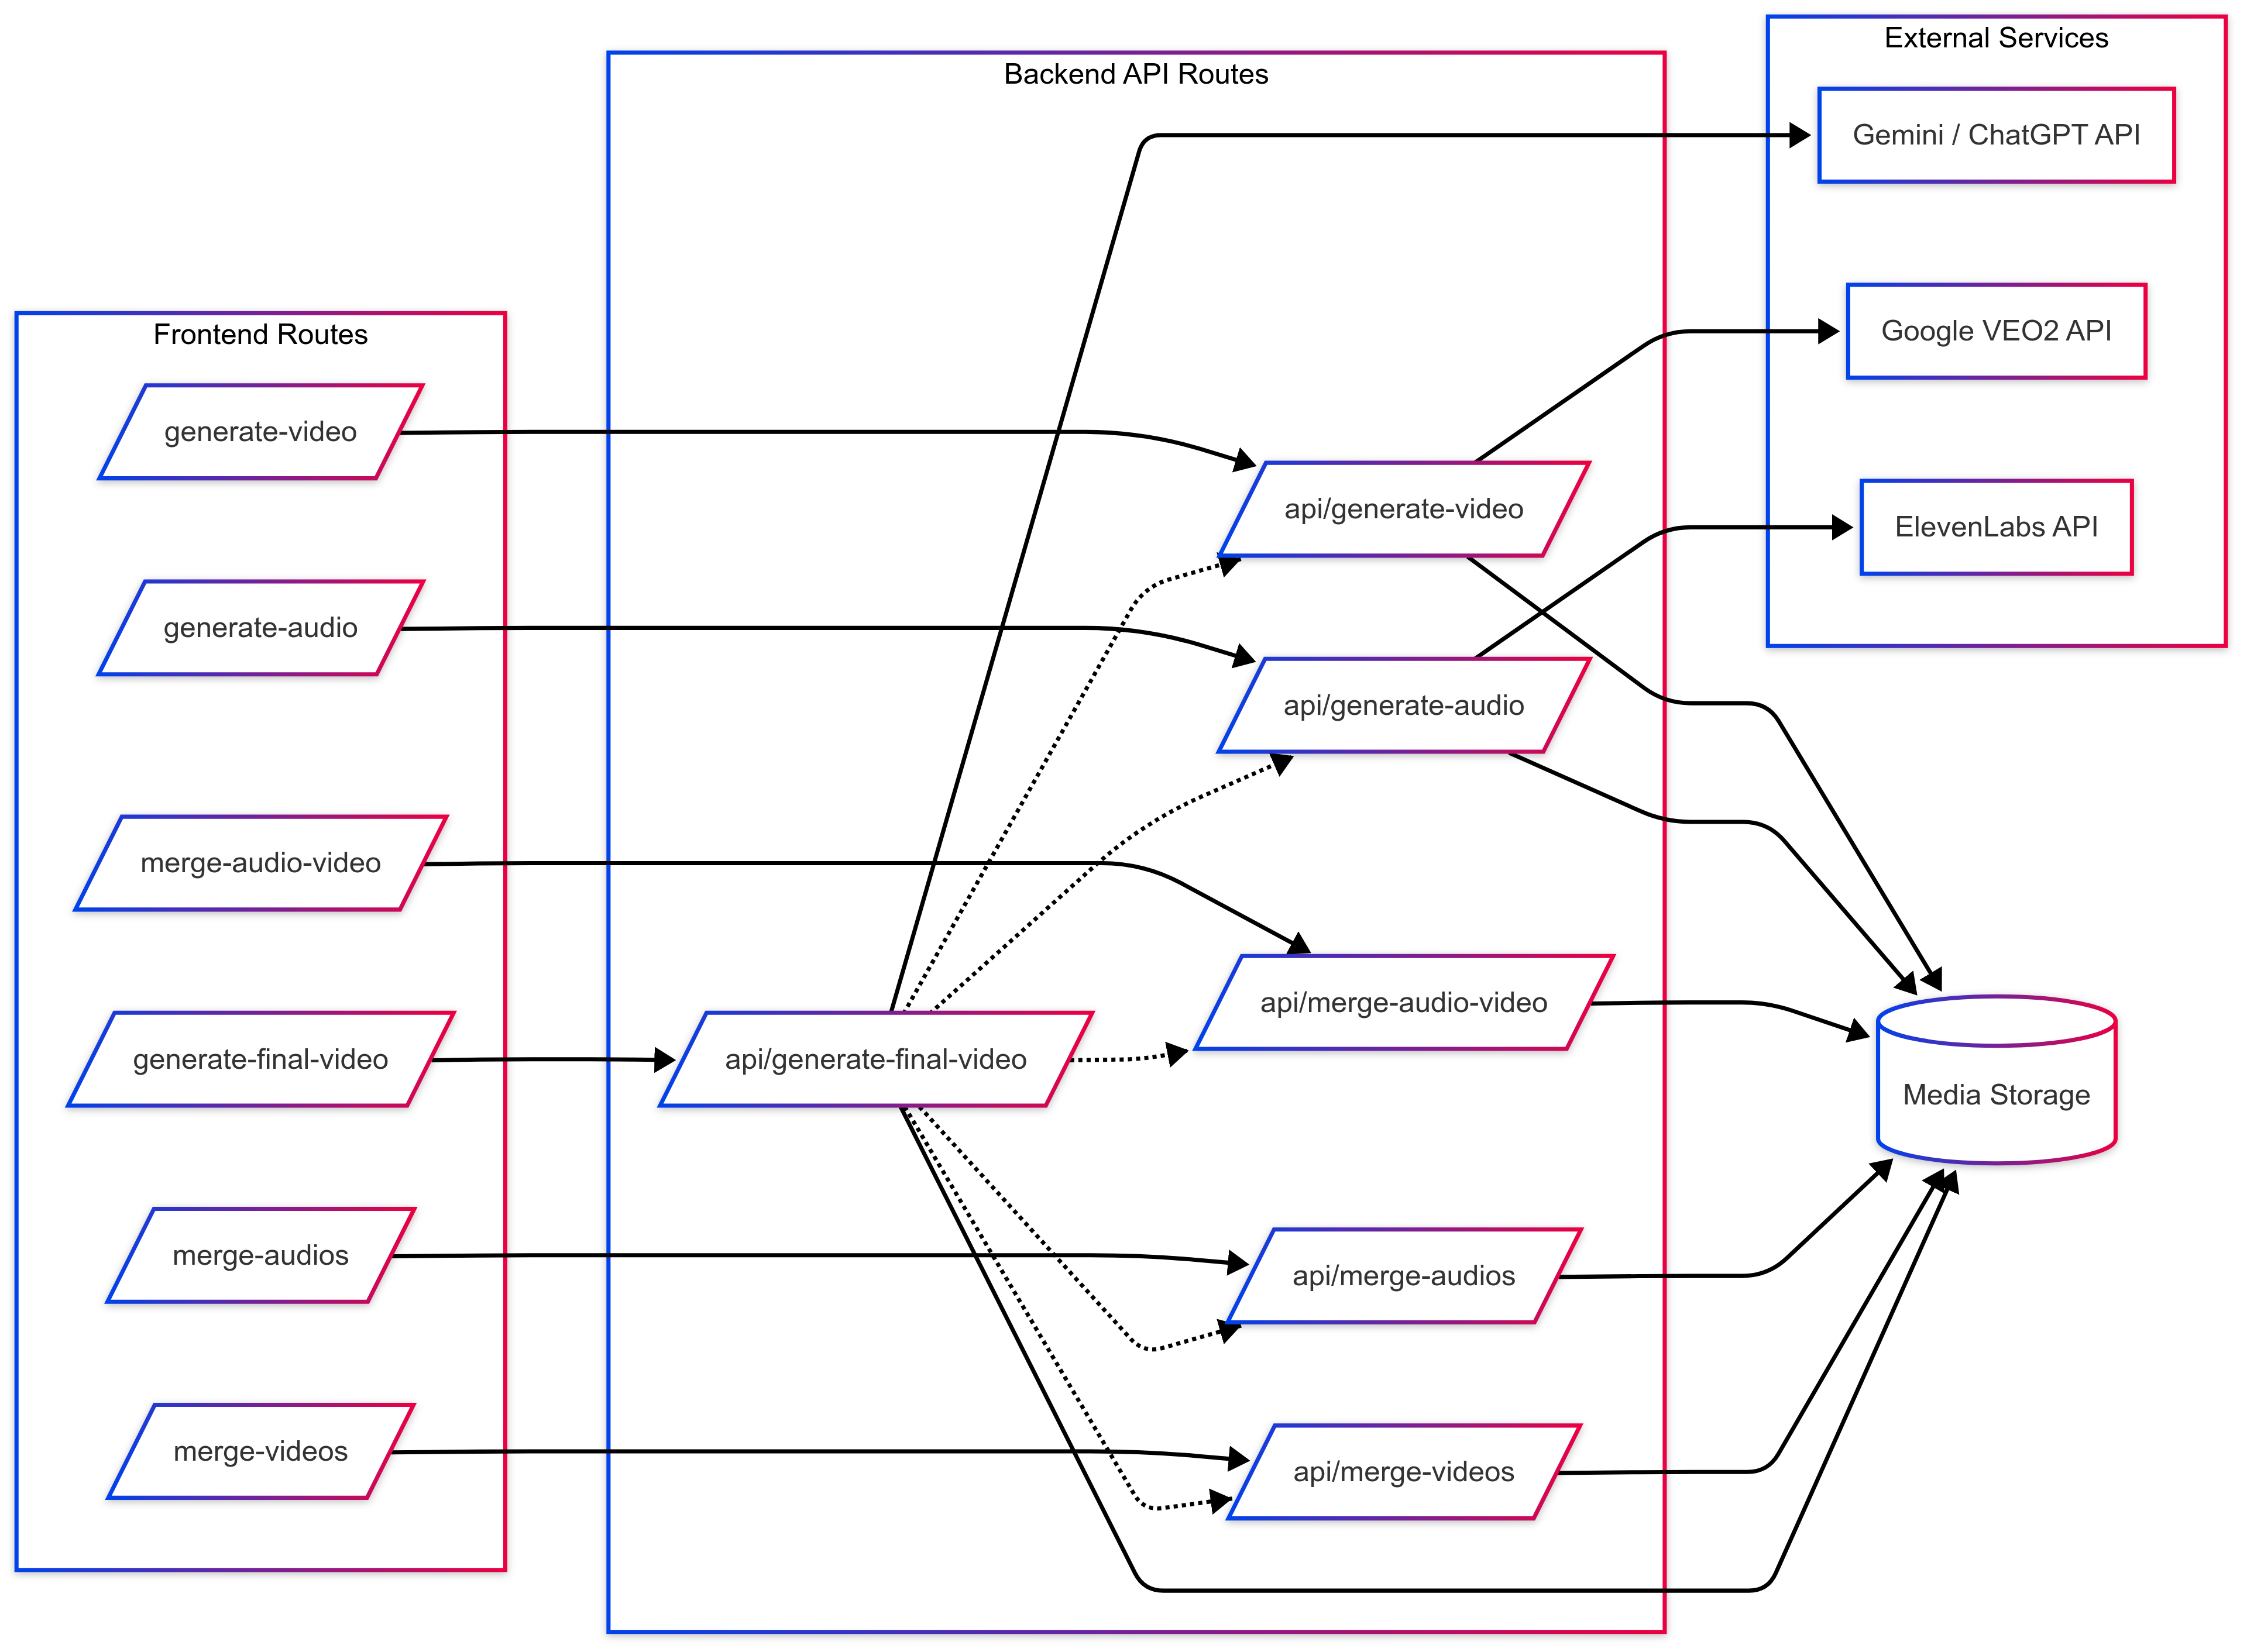 Frontend Routes
generate-video
generate-audio
merge-audio-video
generate-final-video
merge-audios
merge-videos
Backend API Routes
api/generate-video
api/generate-audio
api/merge-audio-video
api/generate-final-video
api/merge-audios
api/merge-videos
External Services
Gemini / ChatGPT API
Google VEO2 API
ElevenLabs API
Media Storage